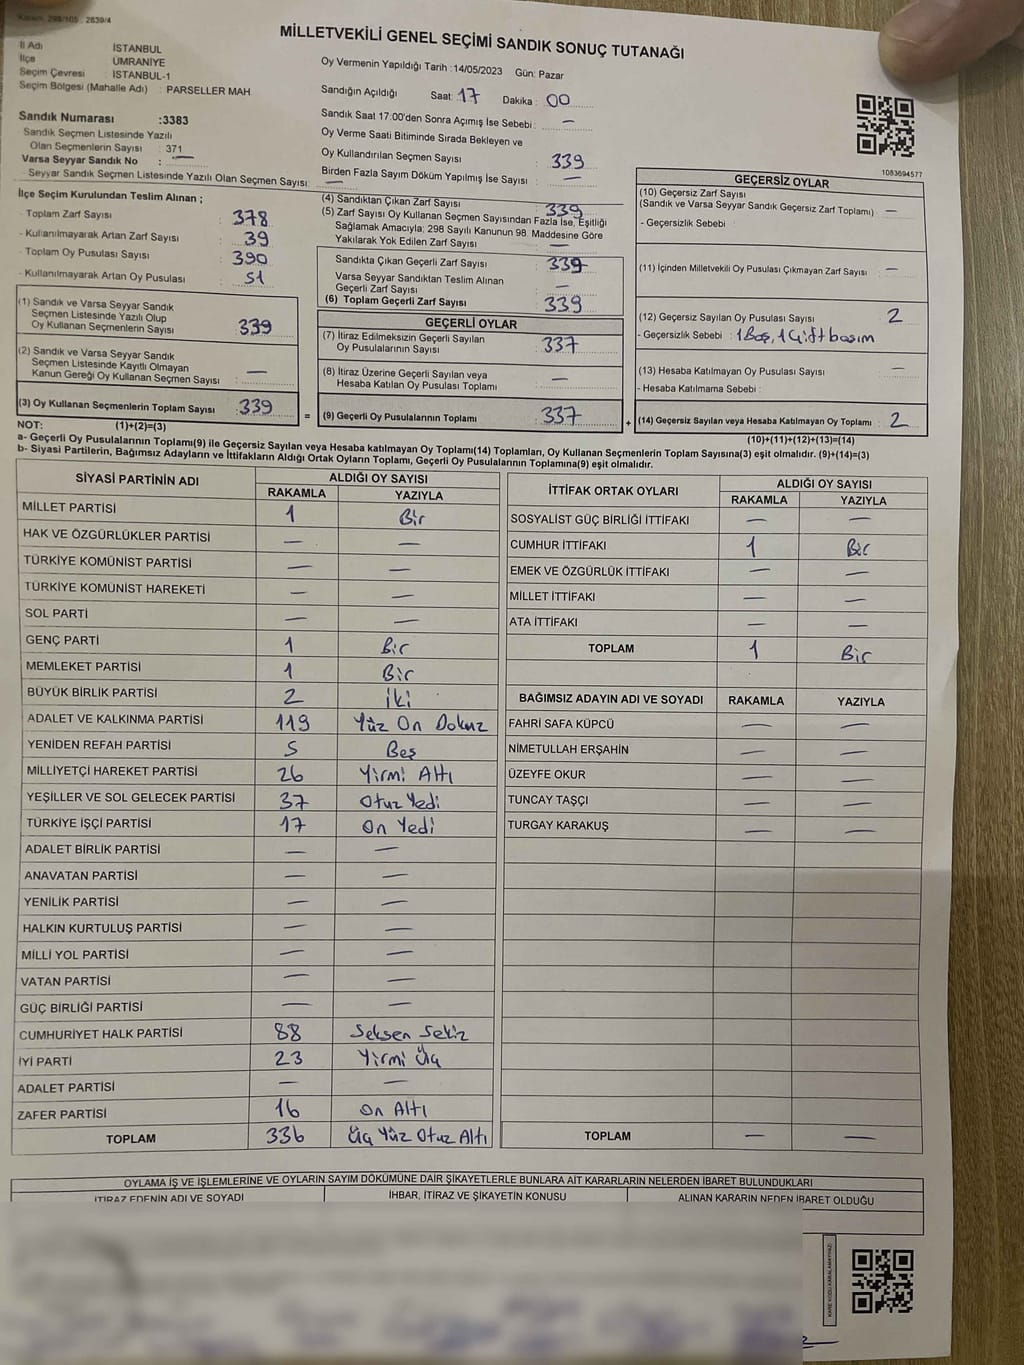 Kanun: 298/105 : 2839/4
MİLLETVEKİLİ GENEL SEÇİMİ SANDIK SONUÇ TUTANAĞI
İl Adı İSTANBUL
İlçe ÜMRANİYE
Seçim Çevresi : İSTANBUL-1
Seçim Bölgesi (Mahalle Adı) : PARSELLER MAH
Sandık Numarası :3383
Sandık Seçmen Listesinde Yazılı
Olan Seçmenlerin Sayısı : 371
Varsa Seyyar Sandık No : —
Seyyar Sandık Seçmen Listesinde Yazılı Olan Seçmen Sayısı: —
Oy Vermenin Yapıldığı Tarih :14/05/2023 Gün: Pazar
Sandığın Açıldığı Saat: 17 Dakika : 00
Sandık Saat 17:00'den Sonra Açımış İse Sebebi : —
Oy Verme Saati Bitiminde Sırada Bekleyen ve
Oy Kullandırılan Seçmen Sayısı : 339
Birden Fazla Sayım Döküm Yapılmış İse Sayısı : —
1083694577
İlçe Seçim Kurulundan Teslim Alınan ;
- Toplam Zarf Sayısı : 378
- Kullanılmayarak Artan Zarf Sayısı : 39
- Toplam Oy Pusulası Sayısı : 390
- Kullanılmayarak Artan Oy Pusulası : 51
(1) Sandık ve Varsa Seyyar Sandık
Seçmen Listesinde Yazılı Olup
Oy Kullanan Seçmenlerin Sayısı : 339
(2) Sandık ve Varsa Seyyar Sandık
Seçmen Listesinde Kayıtlı Olmayan
Kanun Gereği Oy Kullanan Seçmen Sayısı : —
(3) Oy Kullanan Seçmenlerin Toplam Sayısı : 339
(4) Sandıktan Çıkan Zarf Sayısı : 339
(5) Zarf Sayısı Oy Kullanan Seçmen Sayısından Fazla İse, Eşitliği
Sağlamak Amacıyla; 298 Sayılı Kanunun 98. Maddesine Göre
Yakılarak Yok Edilen Zarf Sayısı : —
Sandıkta Çıkan Geçerli Zarf Sayısı : 339
Varsa Seyyar Sandıktan Teslim Alınan
Geçerli Zarf Sayısı : —
(6) Toplam Geçerli Zarf Sayısı : 339
GEÇERLİ OYLAR
(7) İtiraz Edilmeksizin Geçerli Sayılan
Oy Pusulalarının Sayısı : 337
(8) İtiraz Üzerine Geçerli Sayılan veya
Hesaba Katılan Oy Pusulası Toplamı : —
= (9) Geçerli Oy Pusulalarının Toplamı : 337
GEÇERSİZ OYLAR
(10) Geçersiz Zarf Sayısı
(Sandık ve Varsa Seyyar Sandık Geçersiz Zarf Toplamı) : —
- Geçersizlik Sebebi :
(11) İçinden Milletvekili Oy Pusulası Çıkmayan Zarf Sayısı : —
(12) Geçersiz Sayılan Oy Pusulası Sayısı : 2
- Geçersizlik Sebebi : 1 Boş, 1 Çift basım
(13) Hesaba Katılmayan Oy Pusulası Sayısı : —
- Hesaba Katılmama Sebebi :
+ (14) Geçersiz Sayılan veya Hesaba Katılmayan Oy Toplamı : 2
NOT: (1)+(2)=(3) (10)+(11)+(12)+(13)=(14)
a- Geçerli Oy Pusulalarının Toplamı(9) ile Geçersiz Sayılan veya Hesaba katılmayan Oy Toplamı(14) Toplamları, Oy Kullanan Seçmenlerin Toplam Sayısına(3) eşit olmalıdır. (9)+(14)=(3)
b- Siyasi Partilerin, Bağımsız Adayların ve İttifakların Aldığı Ortak Oyların Toplamı, Geçerli Oy Pusulalarının Toplamına(9) eşit olmalıdır.
SİYASİ PARTİNİN ADI ALDIĞI OY SAYISI
RAKAMLA YAZIYLA
MİLLET PARTİSİ 1 Bir
HAK VE ÖZGÜRLÜKLER PARTİSİ — —
TÜRKİYE KOMÜNİST PARTİSİ — —
TÜRKİYE KOMÜNİST HAREKETİ — —
SOL PARTİ — —
GENÇ PARTİ 1 Bir
MEMLEKET PARTİSİ 1 Bir
BÜYÜK BİRLİK PARTİSİ 2 İki
ADALET VE KALKINMA PARTİSİ 119 Yüz On Dokuz
YENİDEN REFAH PARTİSİ 5 Beş
MİLLİYETÇİ HAREKET PARTİSİ 26 Yirmi Altı
YEŞİLLER VE SOL GELECEK PARTİSİ 37 Otuz Yedi
TÜRKİYE İŞÇİ PARTİSİ 17 On Yedi
ADALET BİRLİK PARTİSİ — —
ANAVATAN PARTİSİ — —
YENİLİK PARTİSİ — —
HALKIN KURTULUŞ PARTİSİ — —
MİLLİ YOL PARTİSİ — —
VATAN PARTİSİ — —
GÜÇ BİRLİĞİ PARTİSİ — —
CUMHURİYET HALK PARTİSİ 88 Seksen Sekiz
İYİ PARTİ 23 Yirmi Üç
ADALET PARTİSİ — —
ZAFER PARTİSİ 16 On Altı
TOPLAM 336 Üç Yüz Otuz Altı
İTTİFAK ORTAK OYLARI ALDIĞI OY SAYISI
RAKAMLA YAZIYLA
SOSYALİST GÜÇ BİRLİĞİ İTTİFAKI — —
CUMHUR İTTİFAKI 1 Bir
EMEK VE ÖZGÜRLÜK İTTİFAKI — —
MİLLET İTTİFAKI — —
ATA İTTİFAKI — —
TOPLAM 1 Bir
BAĞIMSIZ ADAYIN ADI VE SOYADI RAKAMLA YAZIYLA
FAHRİ SAFA KÜPCÜ — —
NİMETULLAH ERŞAHİN — —
ÜZEYFE OKUR — —
TUNCAY TAŞÇI — —
TURGAY KARAKUŞ — —
TOPLAM — —
OYLAMA İŞ VE İŞLEMLERİNE VE OYLARIN SAYIM DÖKÜMÜNE DAİR ŞİKAYETLERLE BUNLARA AİT KARARLARIN NELERDEN İBARET BULUNDUKLARI
İTİRAZ EDENİN ADI VE SOYADI İHBAR, İTİRAZ VE ŞİKAYETİN KONUSU ALINAN KARARIN NEDEN İBARET OLDUĞU
KARE KODU KARALAMAYINIZ!